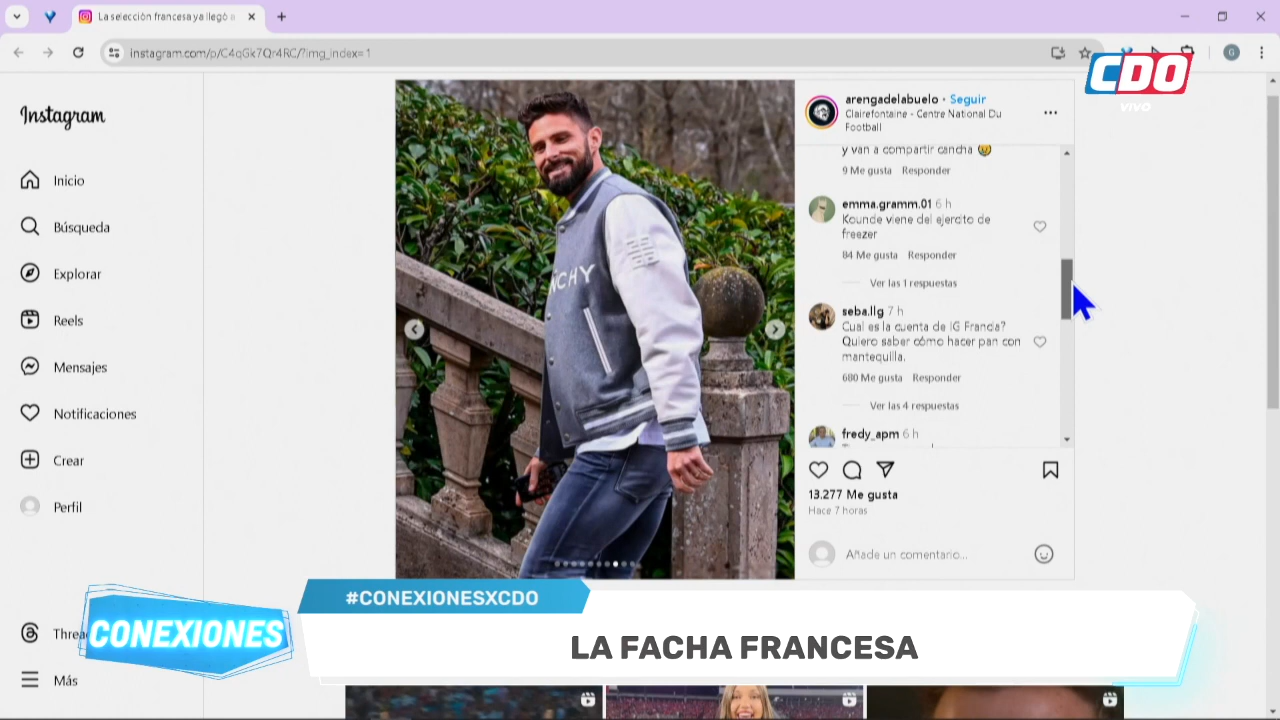 La selección francesa ya llegó a
instagram.com/p/C4qGk7Qr4RC/?img_index=1
G
CDO
VIVO
Instagram
Inicio
Búsqueda
Explorar
Reels
Mensajes
Notificaciones
Crear
Perfil
Más
NCHY
arengadelabuelo • Seguir
Clairefontaine - Centre National Du
Football
y van a compartir cancha
9 Me gusta Responder
emma.gramm.01 6 h
Kounde viene del ejercito de
freezer
84 Me gusta Responder
Ver las 1 respuestas
seba.llg 7 h
Cual es la cuenta de IG Francia?
Quiero saber cómo hacer pan con
mantequilla.
680 Me gusta Responder
Ver las 4 respuestas
fredy_apm 6 h
13.277 Me gusta
Hace 7 horas
Añade un comentario...
#CONEXIONESXCDO
CONEXIONES
LA FACHA FRANCESA